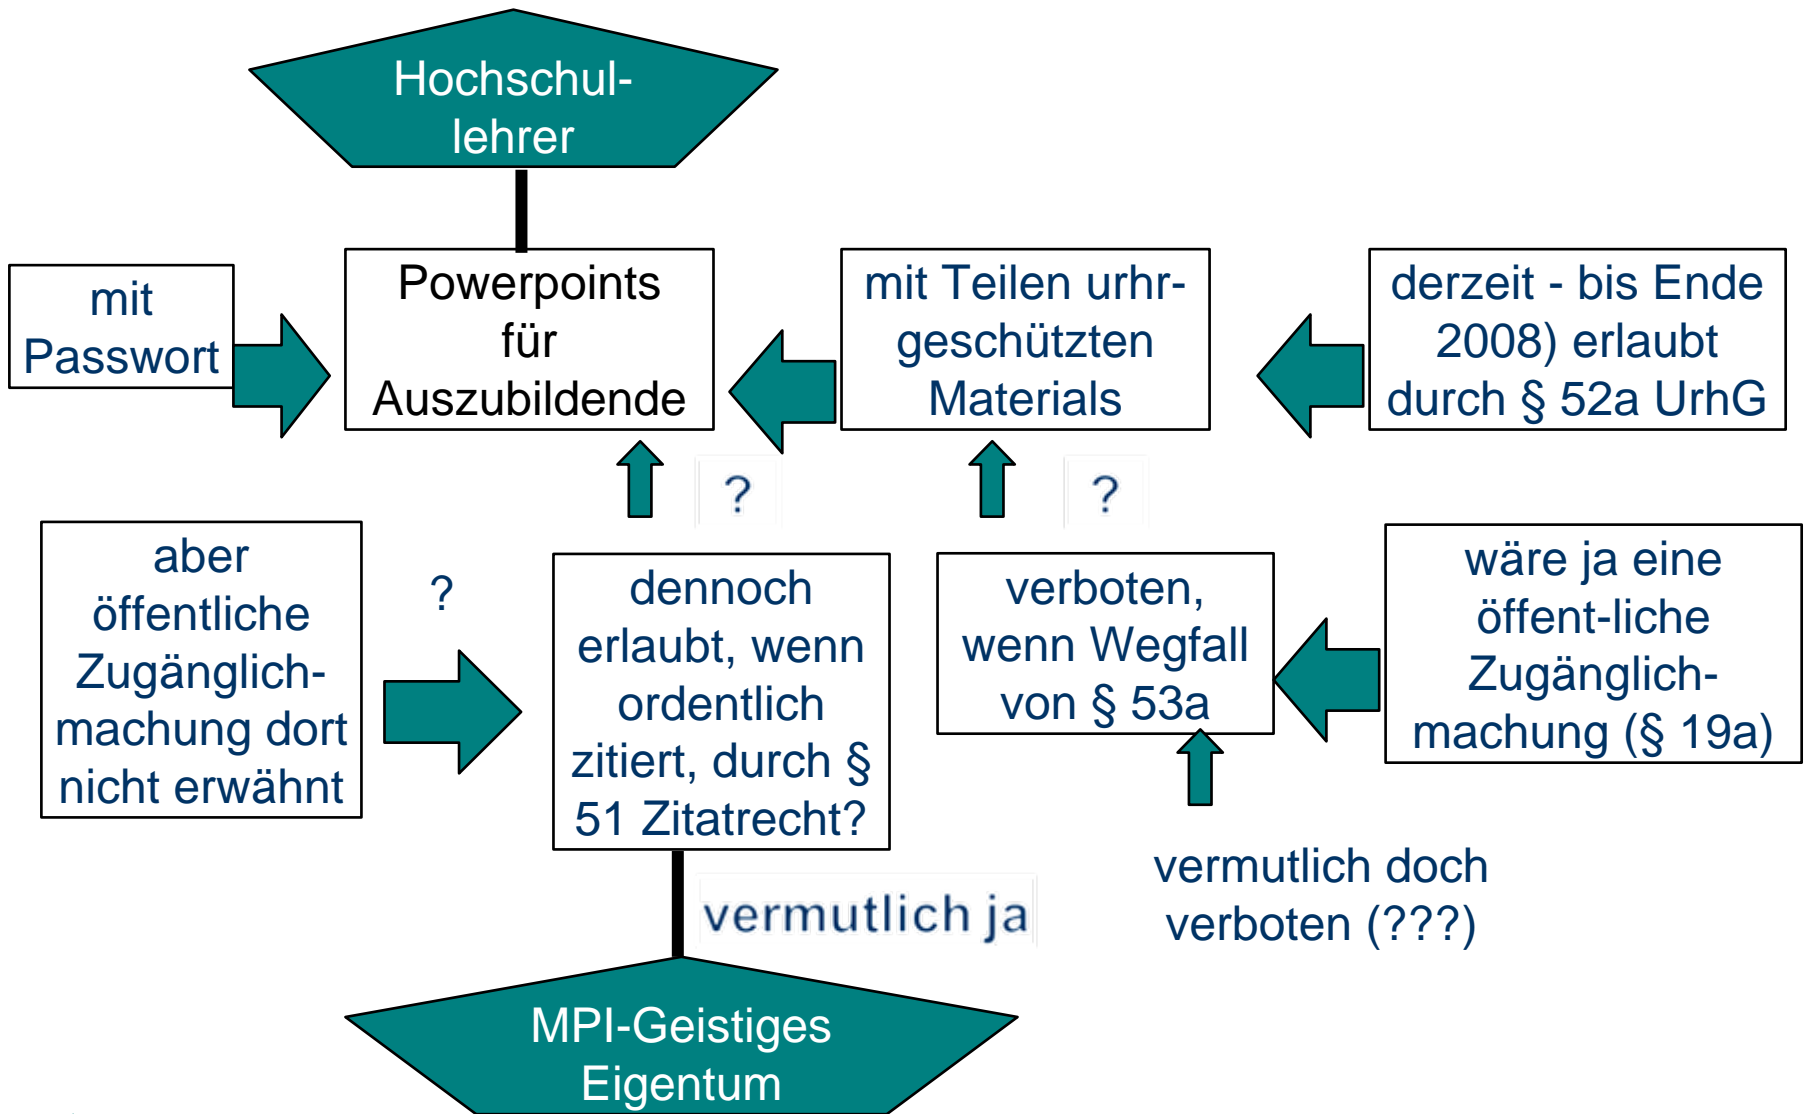 Hochschul-
lehrer
mit
Passwort
Powerpoints
für
Auszubildende
mit Teilen urhr-
geschützten
Materials
derzeit - bis Ende
2008) erlaubt
durch § 52a UrhG
?
?
aber
öffentliche
Zugänglich-
machung dort
nicht erwähnt
?
dennoch
erlaubt, wenn
ordentlich
zitiert, durch §
51 Zitatrecht?
verboten,
wenn Wegfall
von § 53a
wäre ja eine
öffent-liche
Zugänglich-
machung (§ 19a)
vermutlich ja
vermutlich doch
verboten (???)
MPI-Geistiges
Eigentum